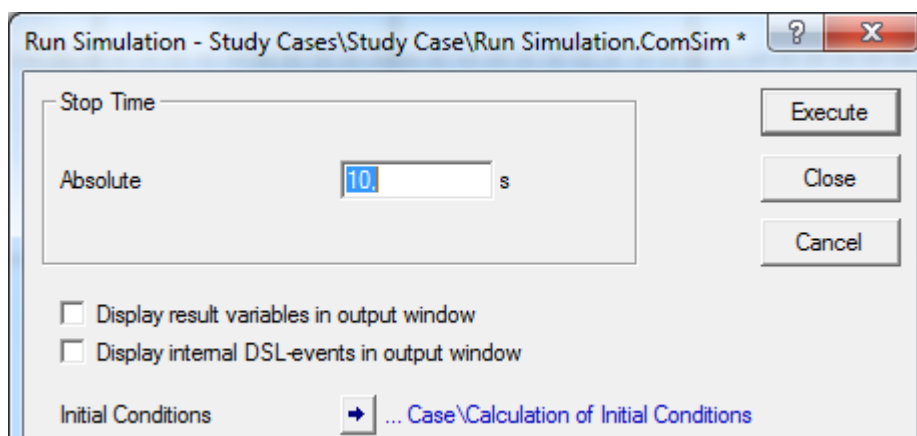 Run Simulation - Study Cases\Study Case\Run Simulation.ComSim *
Stop Time
Execute
Absolute 10, s
Close
Cancel
Display result variables in output window
Display internal DSL-events in output window
Initial Conditions ... Case\Calculation of Initial Conditions